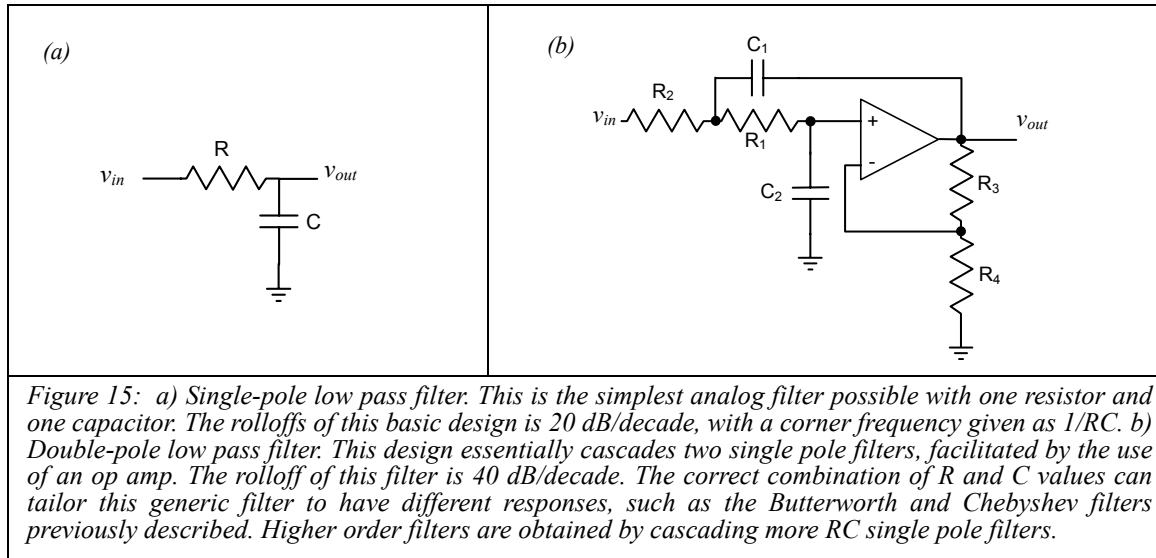 (a)
R
v_in
v_out
C
(b)
C₁
R₂
v_in
R₁
+
-
v_out
C₂
R₃
R₄
Figure 15: a) Single-pole low pass filter. This is the simplest analog filter possible with one resistor and
one capacitor. The rolloffs of this basic design is 20 dB/decade, with a corner frequency given as 1/RC. b)
Double-pole low pass filter. This design essentially cascades two single pole filters, facilitated by the use
of an op amp. The rolloff of this filter is 40 dB/decade. The correct combination of R and C values can
tailor this generic filter to have different responses, such as the Butterworth and Chebyshev filters
previously described. Higher order filters are obtained by cascading more RC single pole filters.